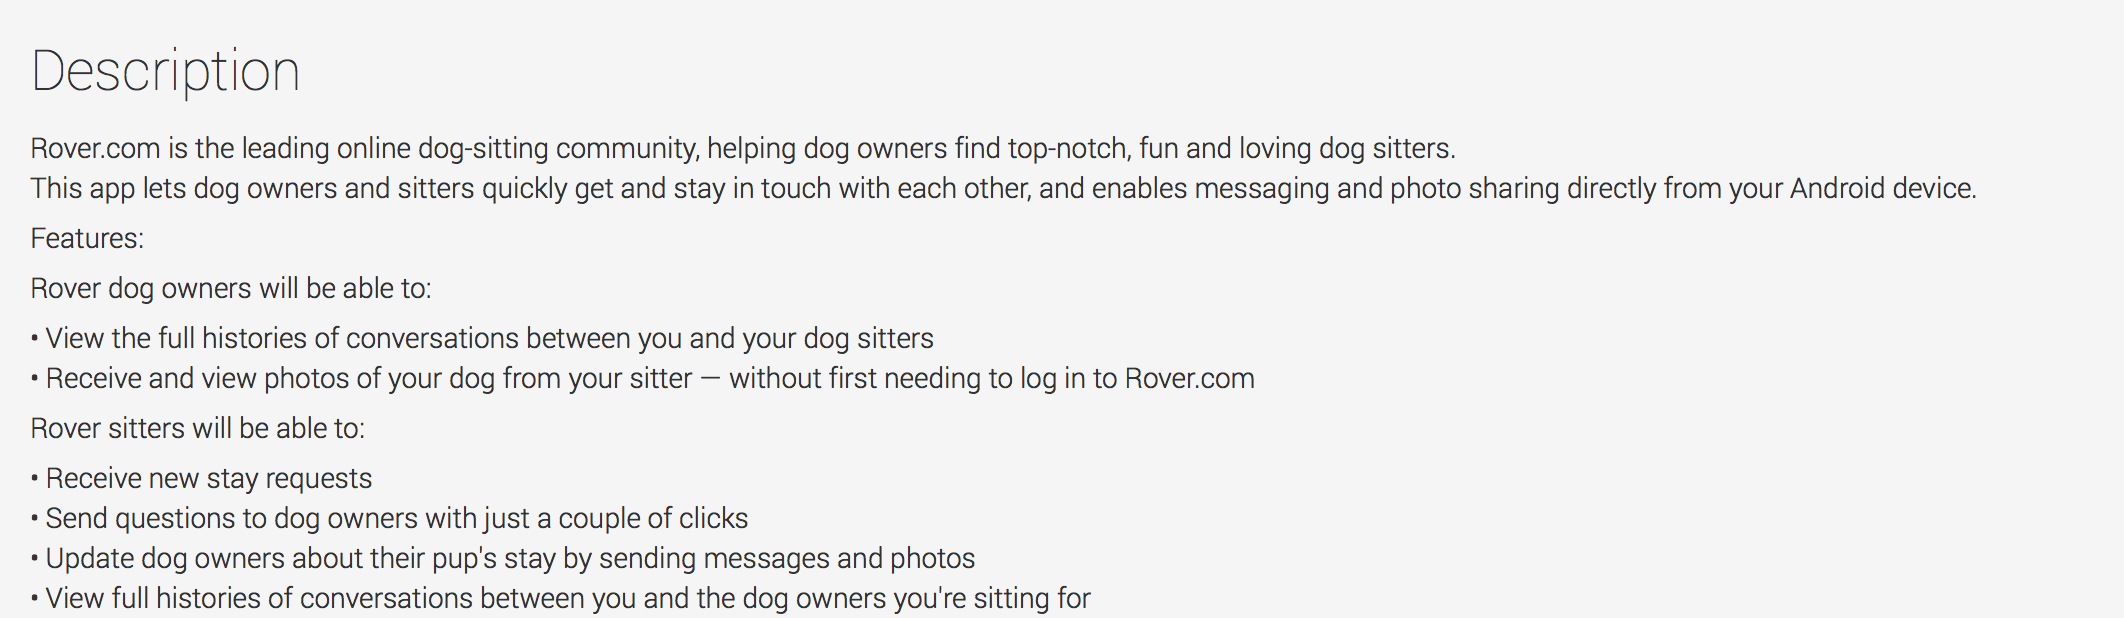 Description
Rover.com is the leading online dog-sitting community, helping dog owners find top-notch, fun and loving dog sitters.
This app lets dog owners and sitters quickly get and stay in touch with each other, and enables messaging and photo sharing directly from your Android device.
Features:
Rover dog owners will be able to:
• View the full histories of conversations between you and your dog sitters
• Receive and view photos of your dog from your sitter — without first needing to log in to Rover.com
Rover sitters will be able to:
• Receive new stay requests
• Send questions to dog owners with just a couple of clicks
• Update dog owners about their pup's stay by sending messages and photos
• View full histories of conversations between you and the dog owners you're sitting for